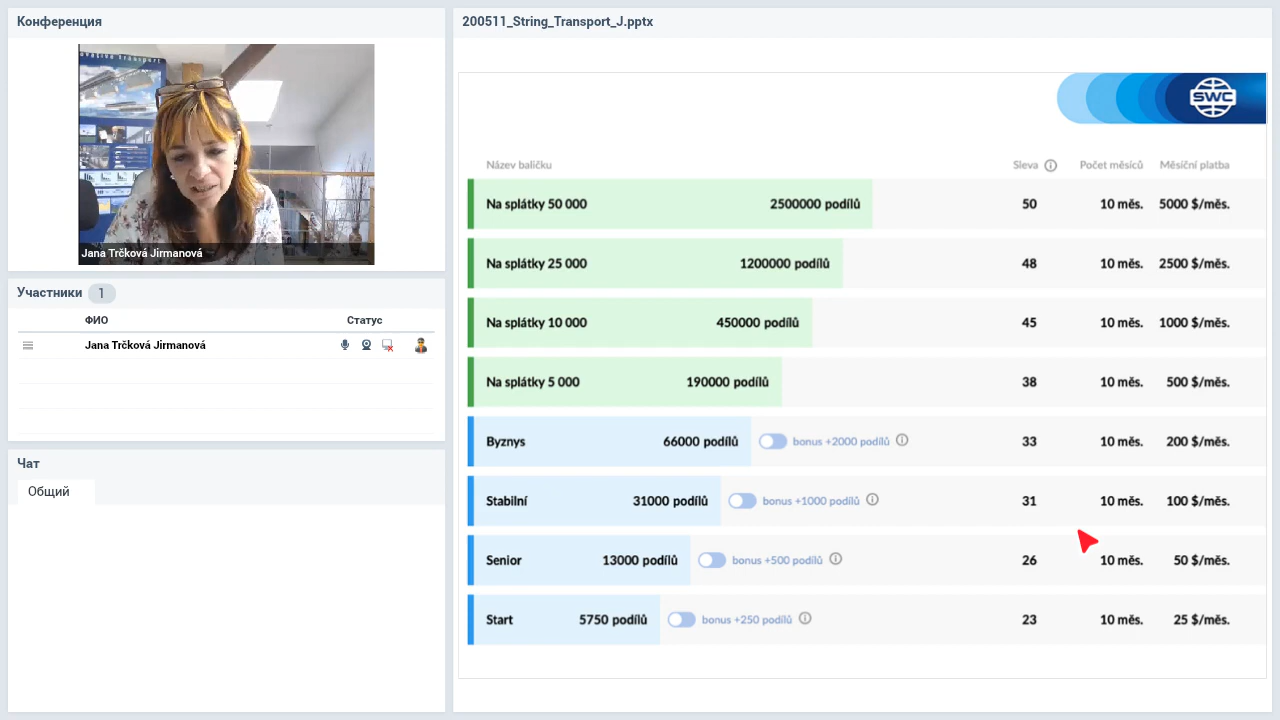 Конференция
Jana Trčková Jirmanová
Участники 1
ФИО Статус
Jana Trčková Jirmanová
Чат
Общий
200511_String_Transport_J.pptx
SWC
Název balíčku Sleva Počet měsíců Měsíční platba
Na splátky 50 000 2500000 podílů 50 10 měs. 5000 $/měs.
Na splátky 25 000 1200000 podílů 48 10 měs. 2500 $/měs.
Na splátky 10 000 450000 podílů 45 10 měs. 1000 $/měs.
Na splátky 5 000 190000 podílů 38 10 měs. 500 $/měs.
Byznys 66000 podílů bonus +2000 podílů 33 10 měs. 200 $/měs.
Stabilní 31000 podílů bonus +1000 podílů 31 10 měs. 100 $/měs.
Senior 13000 podílů bonus +500 podílů 26 10 měs. 50 $/měs.
Start 5750 podílů bonus +250 podílů 23 10 měs. 25 $/měs.